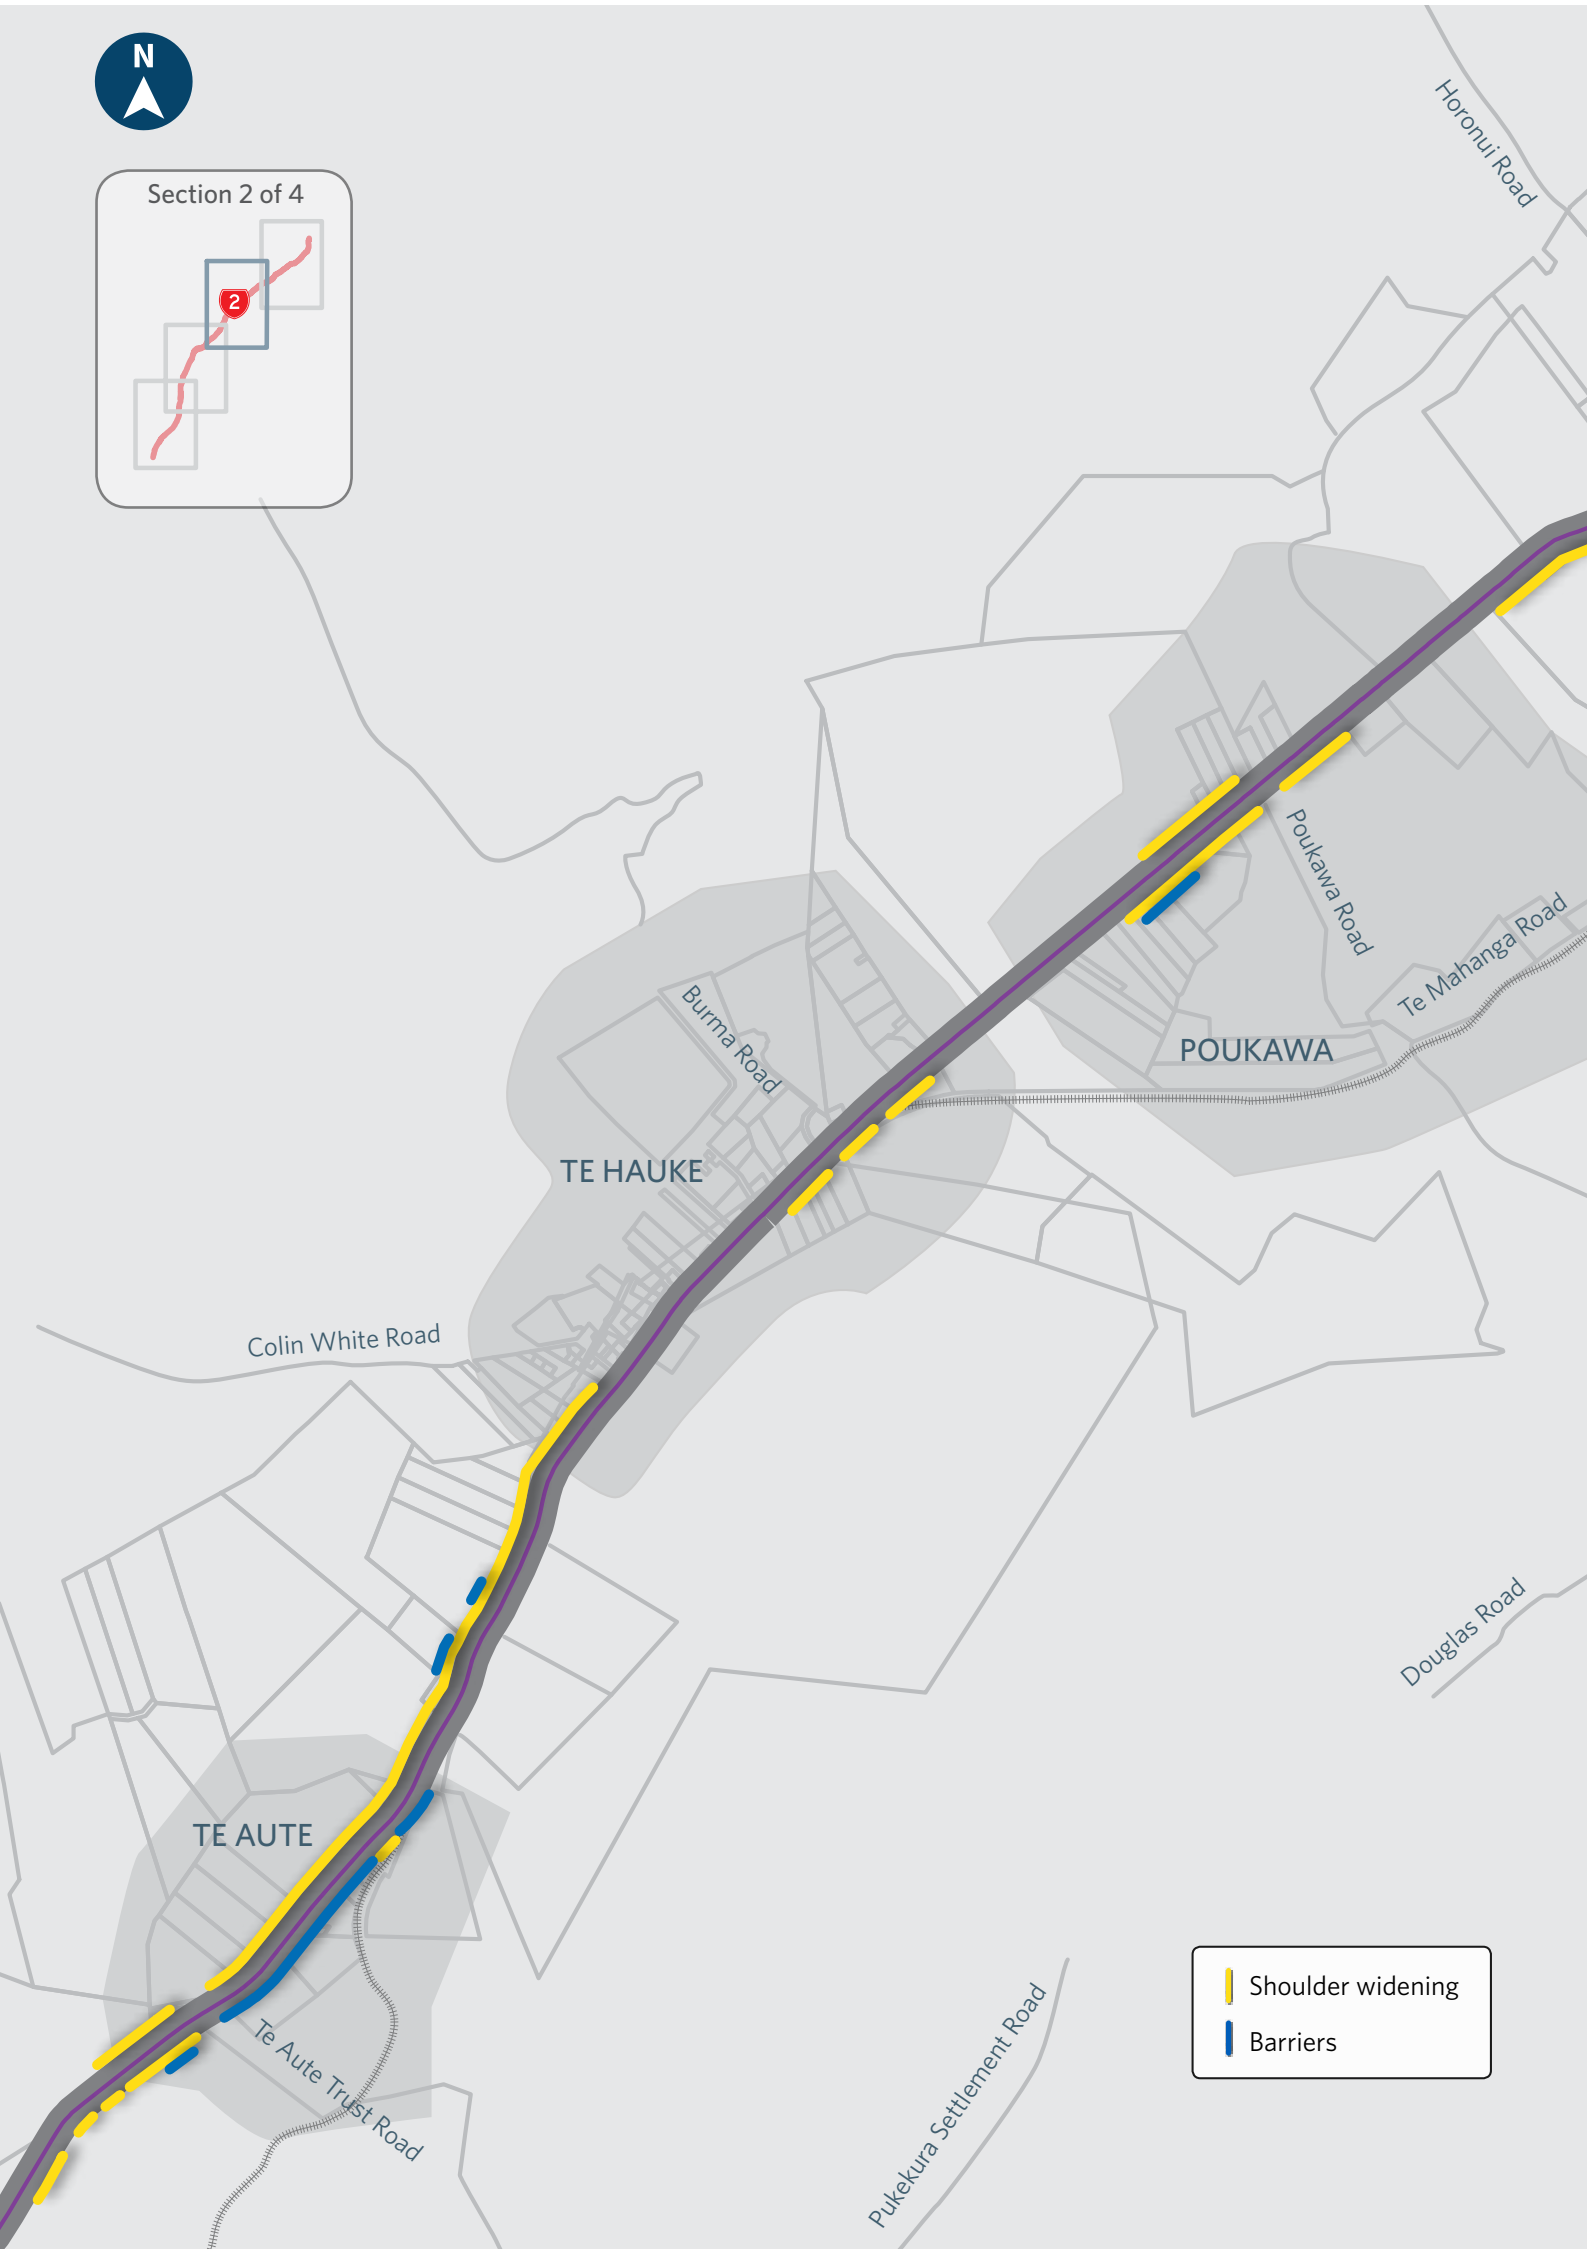 N
Section 2 of 4
2
Horonui Road
Poukawa Road
Te Mahanga Road
POUKAWA
Burma Road
TE HAUKE
Colin White Road
Douglas Road
TE AUTE
Te Aute Trust Road
Pukekura Settlement Road
Shoulder widening
Barriers